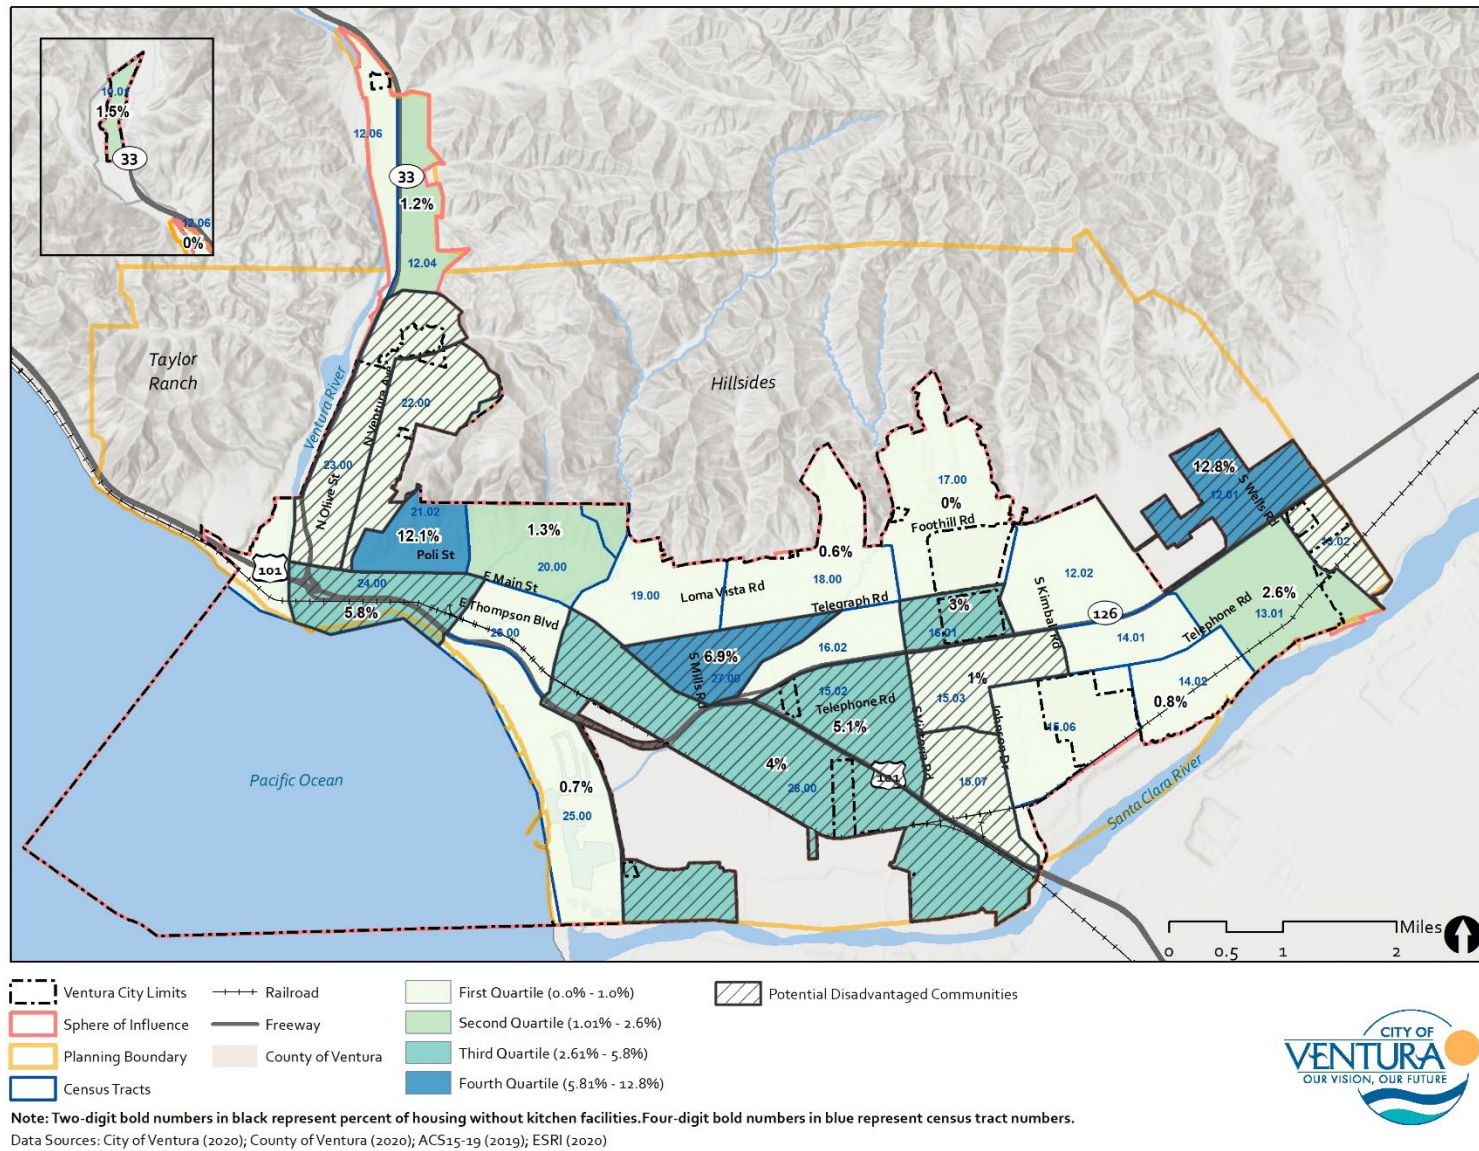 10.01
1.5%
33
12.06
0%
12.06
33
1.2%
12.04
Taylor
Ranch
Ventura River
Hillsides
N Ventura Ave
22.00
23.00
N Olive St
21.02
12.1%
Poli St
1.3%
20.00
E Main St
101
24.00
5.8%
E Thompson Blvd
26.00
19.00
Loma Vista Rd
0.6%
18.00
Telegraph Rd
17.00
0%
Foothill Rd
12.8%
12.01
S Wells Rd
13.02
12.02
S Kimball Rd
126
3%
16.01
16.02
6.9%
27.00
S Mills Rd
2.6%
13.01
Telephone Rd
14.01
14.02
0.8%
15.02
Telephone Rd
5.1%
S Victoria Rd
1%
15.03
Johnson Dr
15.06
15.07
101
4%
28.00
0.7%
25.00
Pacific Ocean
Santa Clara River
Miles
0 0.5 1 2
Ventura City Limits
Sphere of Influence
Planning Boundary
Census Tracts
Railroad
Freeway
County of Ventura
First Quartile (0.0% - 1.0%)
Second Quartile (1.01% - 2.6%)
Third Quartile (2.61% - 5.8%)
Fourth Quartile (5.81% - 12.8%)
Potential Disadvantaged Communities
CITY OF
VENTURA
OUR VISION, OUR FUTURE
Note: Two-digit bold numbers in black represent percent of housing without kitchen facilities.Four-digit bold numbers in blue represent census tract numbers.
Data Sources: City of Ventura (2020); County of Ventura (2020); ACS15-19 (2019); ESRI (2020)